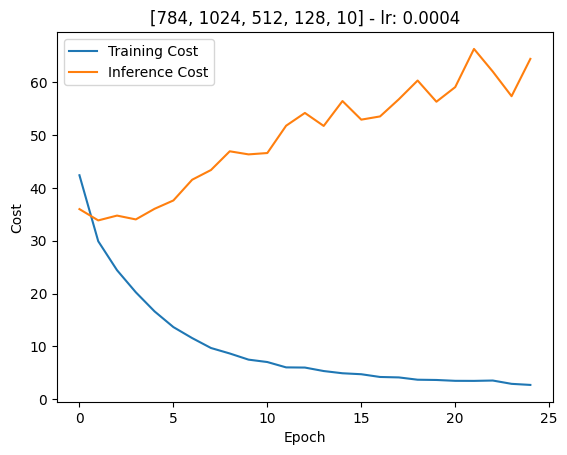 [784, 1024, 512, 128, 10] - lr: 0.0004
Training Cost
Inference Cost
60
50
40
30
20
10
0
Cost
0 5 10 15 20 25
Epoch